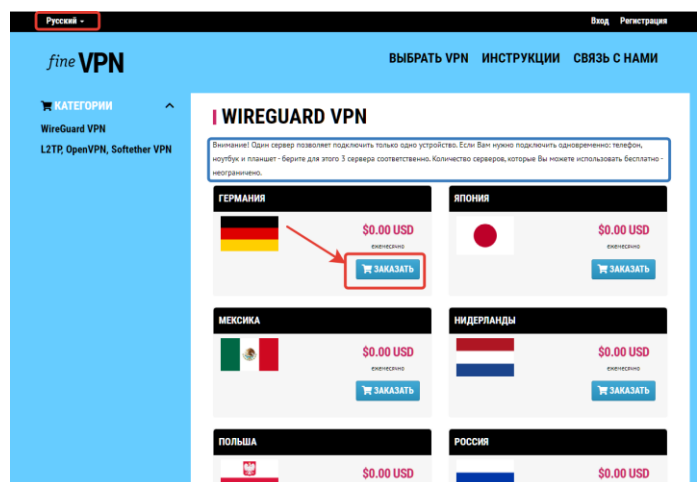 Русский
Вход Регистрация
fine VPN
ВЫБРАТЬ VPN ИНСТРУКЦИИ СВЯЗЬ С НАМИ
КАТЕГОРИИ
WireGuard VPN
L2TP, OpenVPN, Softether VPN
WIREGUARD VPN
Внимание! Один сервер позволяет подключить только одно устройство. Если Вам нужно подключить одновременно: телефон,
ноутбук и планшет - берите для этого 3 сервера соответственно. Количество серверов, которые Вы можете использовать бесплатно -
неограничено.
ГЕРМАНИЯ
$0.00 USD
ежемесячно
ЗАКАЗАТЬ
ЯПОНИЯ
$0.00 USD
ежемесячно
ЗАКАЗАТЬ
МЕКСИКА
$0.00 USD
ежемесячно
ЗАКАЗАТЬ
НИДЕРЛАНДЫ
$0.00 USD
ежемесячно
ЗАКАЗАТЬ
ПОЛЬША
$0.00 USD
РОССИЯ
$0.00 USD